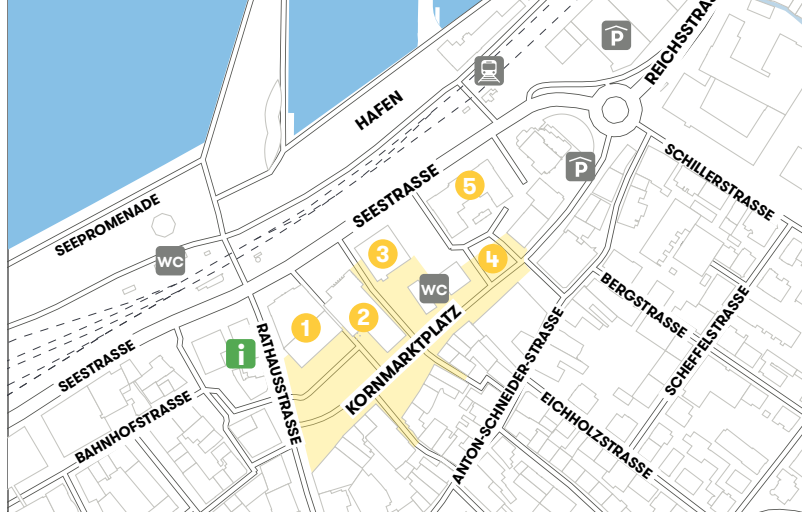 REICHSSTRA
P
HAFEN
SCHILLERSTRASSE
P
SEESTRASSE
5
SEEPROMENADE
WC
3
4
WC
BERGSTRASSE
SCHEFFELSTRASSE
1
2
KORNMARKTPLATZ
RATHAUSSTRASSE
i
SEESTRASSE
BAHNHOFSTRASSE
ANTON-SCHNEIDER-STRASSE
EICHHOLZSTRASSE